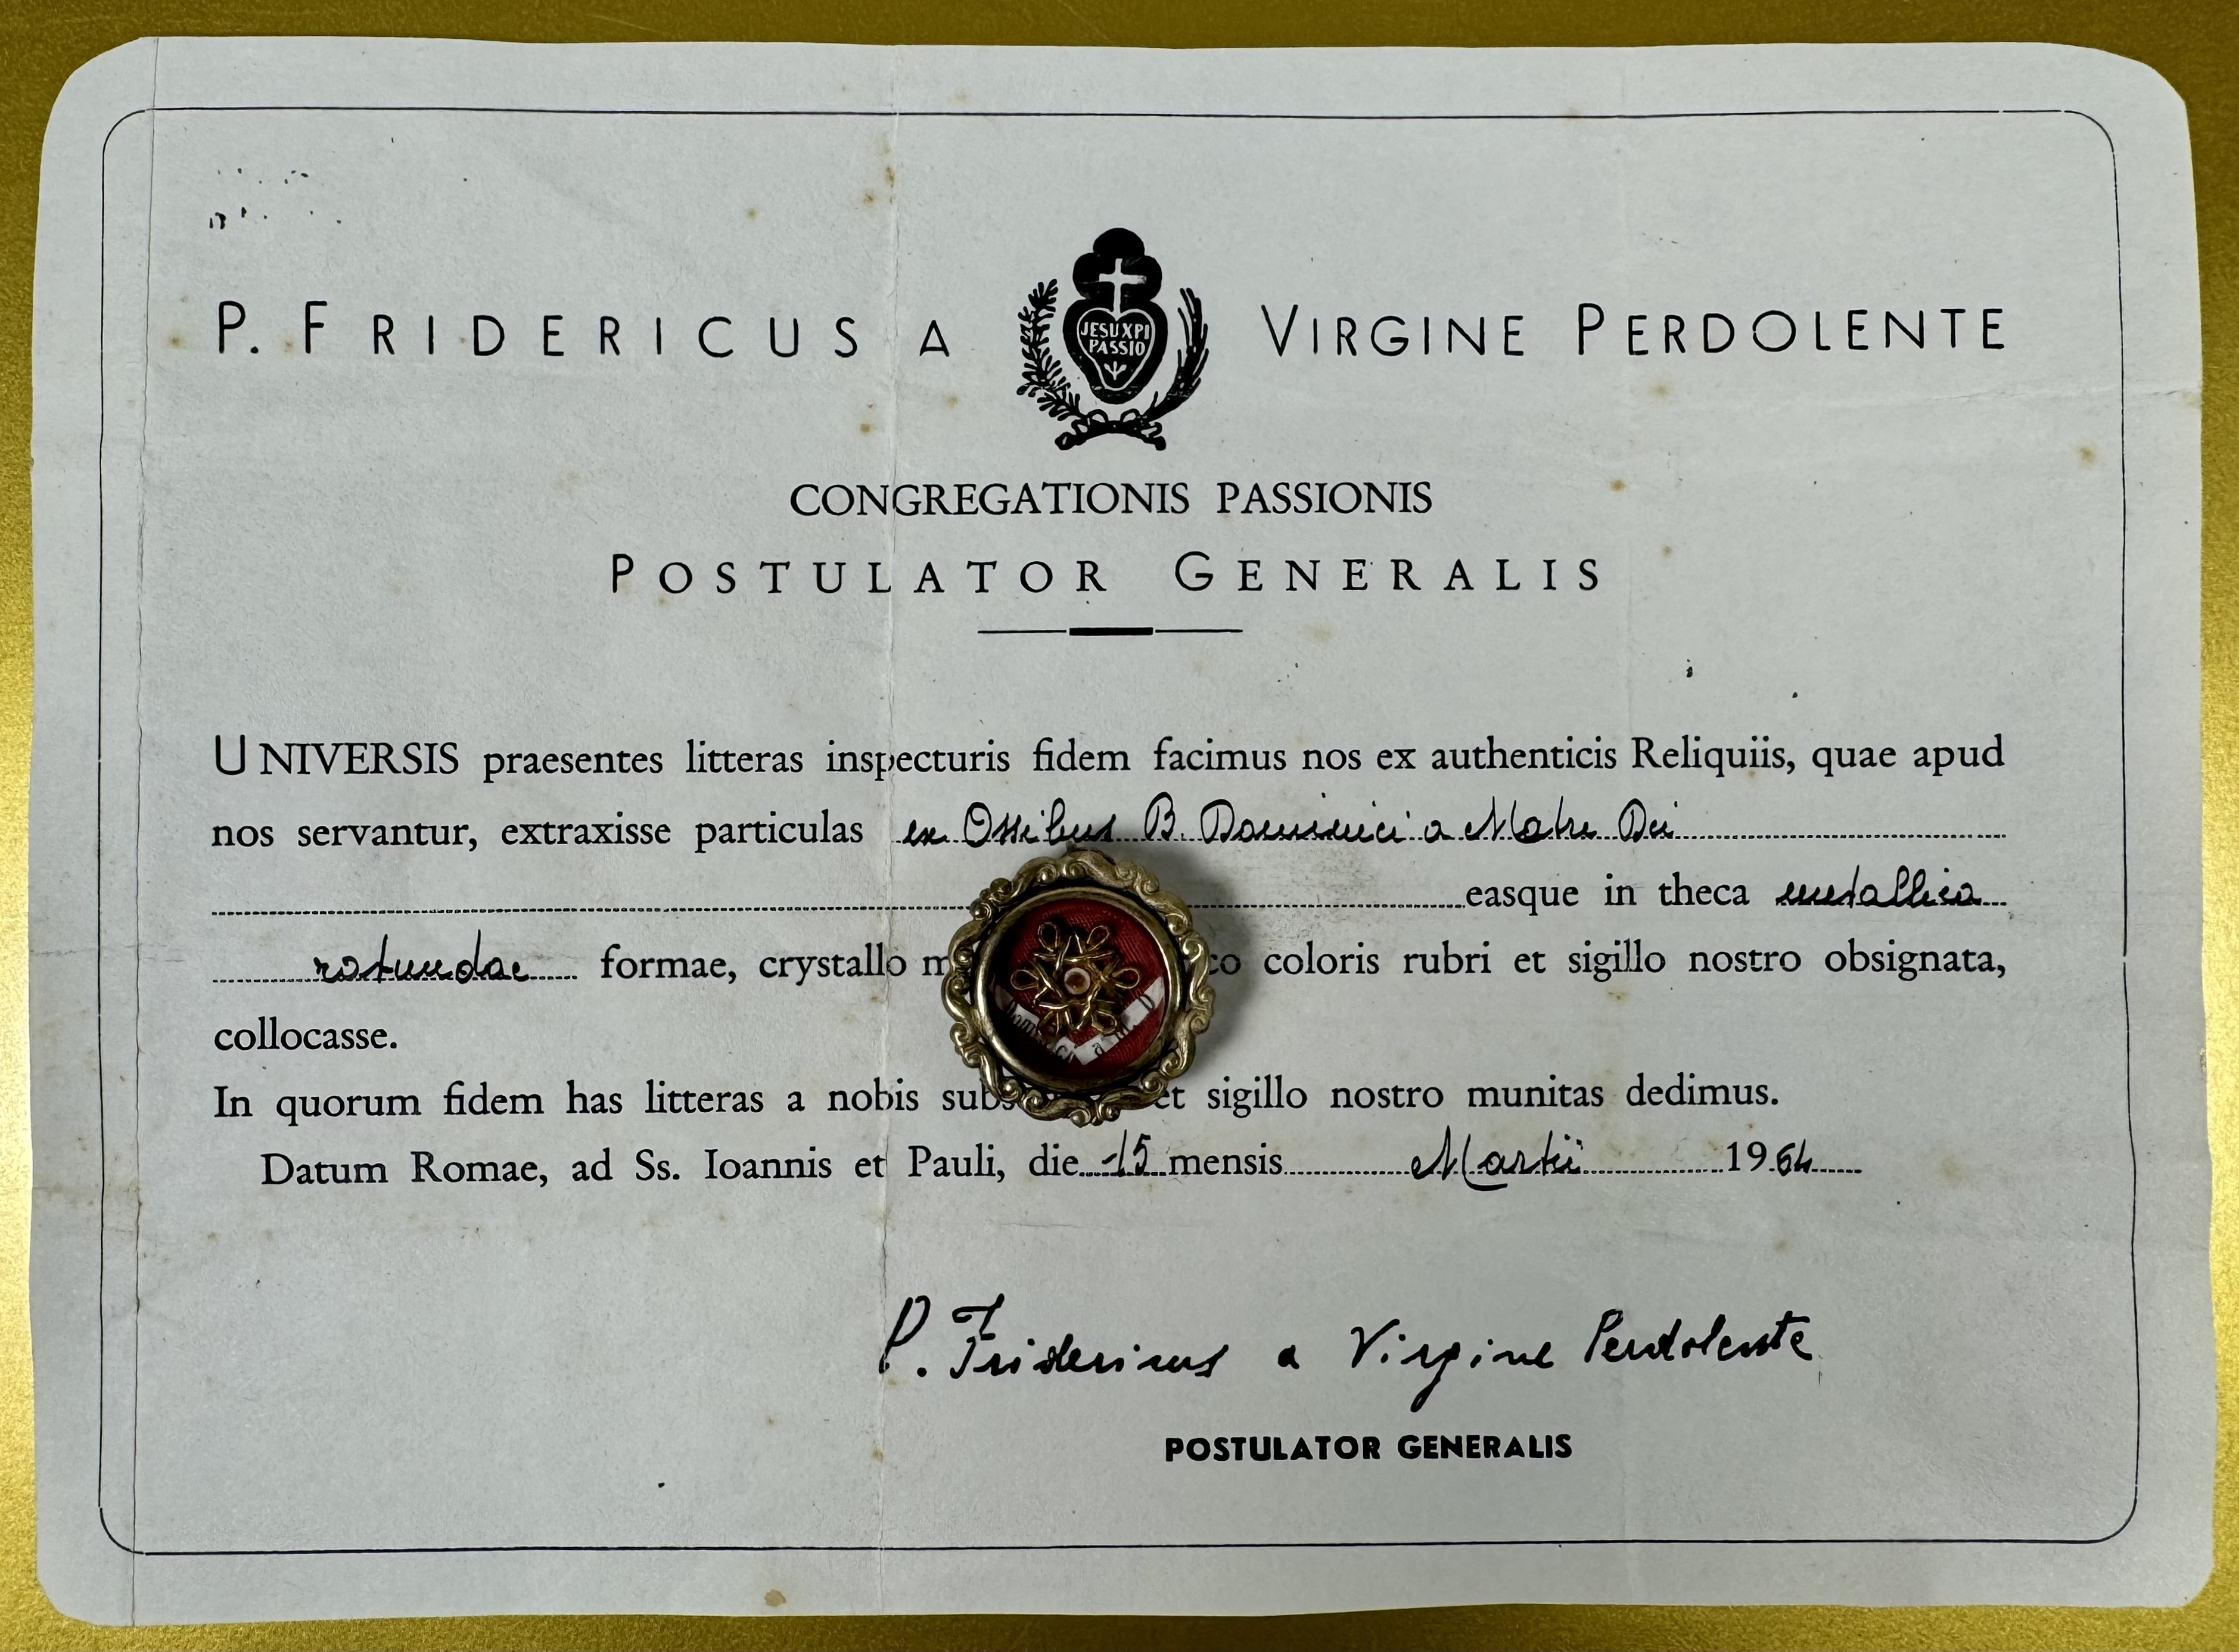 P. FRIDERICUS A VIRGINE PERDOLENTE
JESU XPI
PASSIO
CONGREGATIONIS PASSIONIS
POSTULATOR GENERALIS
UNIVERSIS praesentes litteras inspecturis fidem facimus nos ex authenticis Reliquiis, quae apud
nos servantur, extraxisse particulas ex Ossibus B. Dominici a Matre Dei
easque in theca metallica
rotundae formae, crystallo coloris rubri et sigillo nostro obsignata,
collocasse.
In quorum fidem has litteras a nobis et sigillo nostro munitas dedimus.
Datum Romae, ad Ss. Ioannis et Pauli, die 15 mensis Martii 1964
P. Fridericus a Virgine Perdolente
POSTULATOR GENERALIS